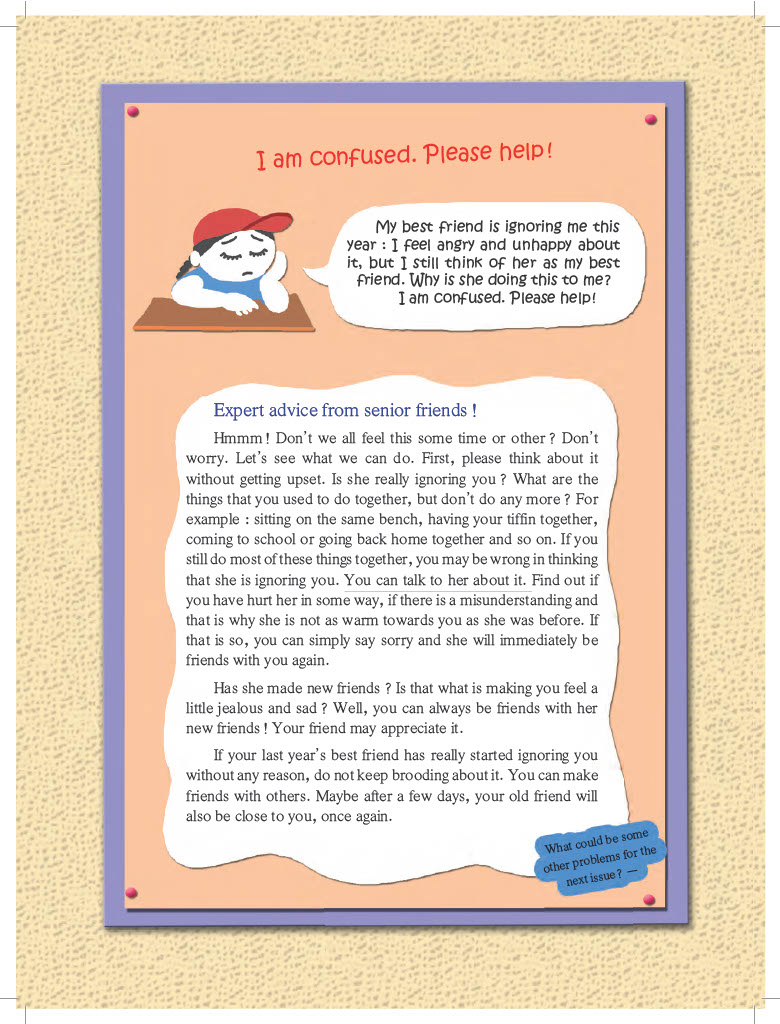 I am confused. Please help!
My best friend is ignoring me this
year : I feel angry and unhappy about
it, but I still think of her as my best
friend. Why is she doing this to me?
I am confused. Please help!
Expert advice from senior friends !
Hmmm ! Don't we all feel this some time or other ? Don't
worry. Let's see what we can do. First, please think about it
without getting upset. Is she really ignoring you ? What are the
things that you used to do together, but don't do any more ? For
example : sitting on the same bench, having your tiffin together,
coming to school or going back home together and so on. If you
still do most of these things together, you may be wrong in thinking
that she is ignoring you. You can talk to her about it. Find out if
you have hurt her in some way, if there is a misunderstanding and
that is why she is not as warm towards you as she was before. If
that is so, you can simply say sorry and she will immediately be
friends with you again.
Has she made new friends ? Is that what is making you feel a
little jealous and sad ? Well, you can always be friends with her
new friends ! Your friend may appreciate it.
If your last year's best friend has really started ignoring you
without any reason, do not keep brooding about it. You can make
friends with others. Maybe after a few days, your old friend will
also be close to you, once again.
What could be some
other problems for the
next issue ? —